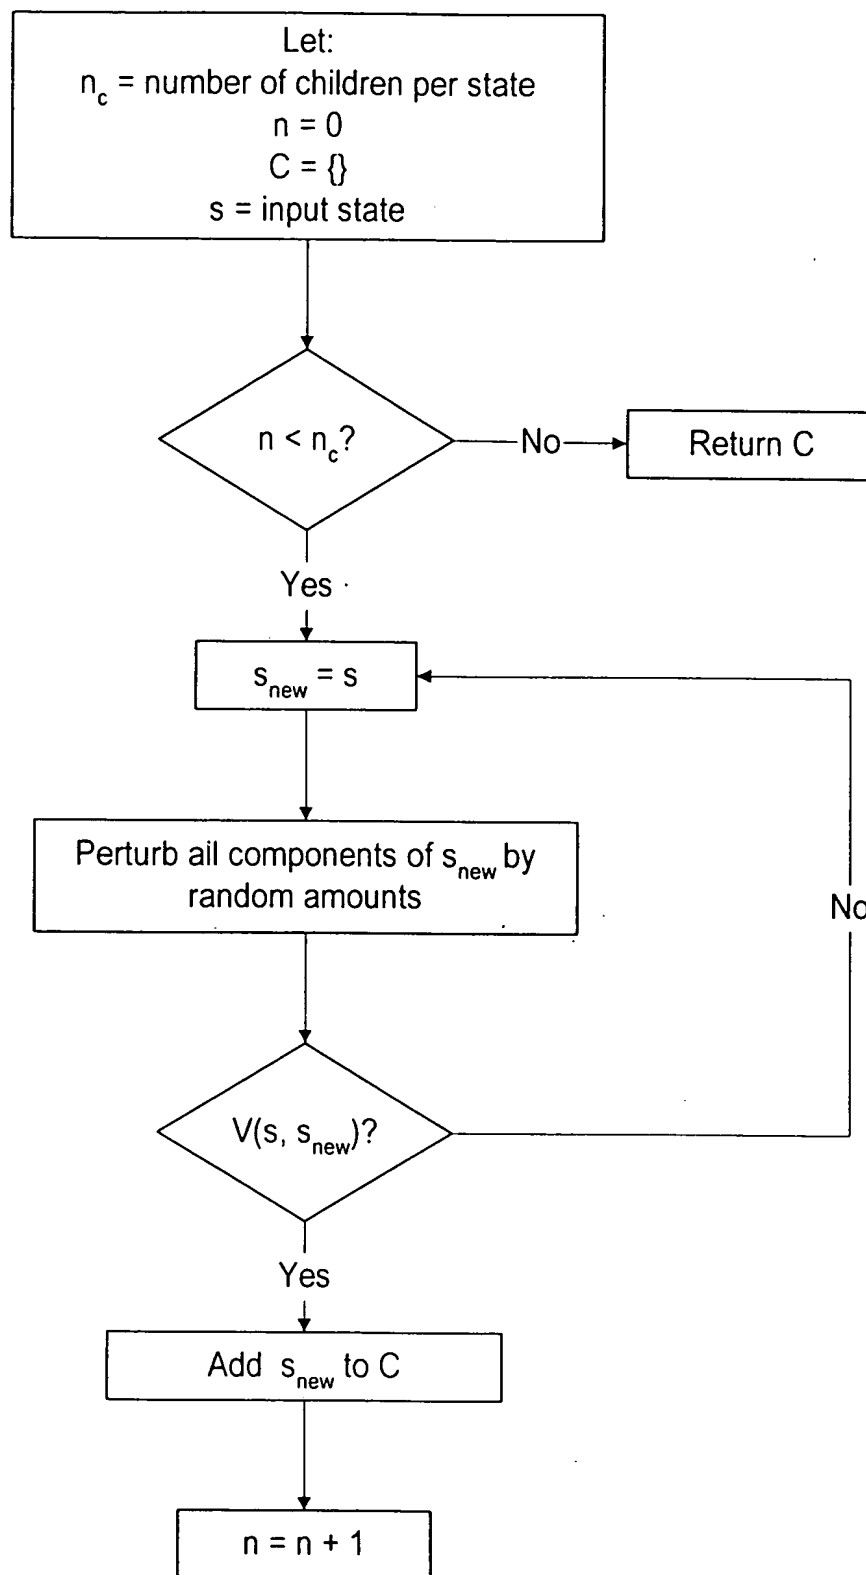 Let:
n_c = number of children per state
n = 0
C = {}
s = input state
n < n_c?
No
Return C
Yes
s_new = s
Perturb all components of s_new by
random amounts
No
V(s, s_new)?
Yes
Add s_new to C
n = n + 1